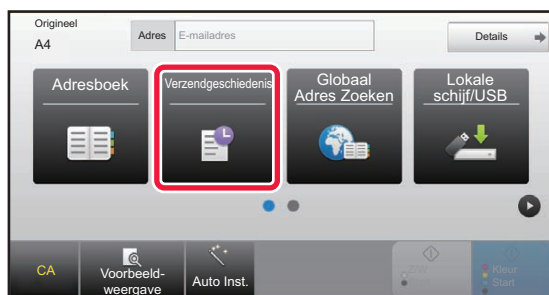 Origineel
A4
Adres
E-mailadres
Details
Adresboek
Verzendgeschiedenis
Globaal
Adres Zoeken
Lokale
schijf/USB
CA
Voorbeeld-
weergave
Auto Inst.
Z/W
Start
Kleur
Start